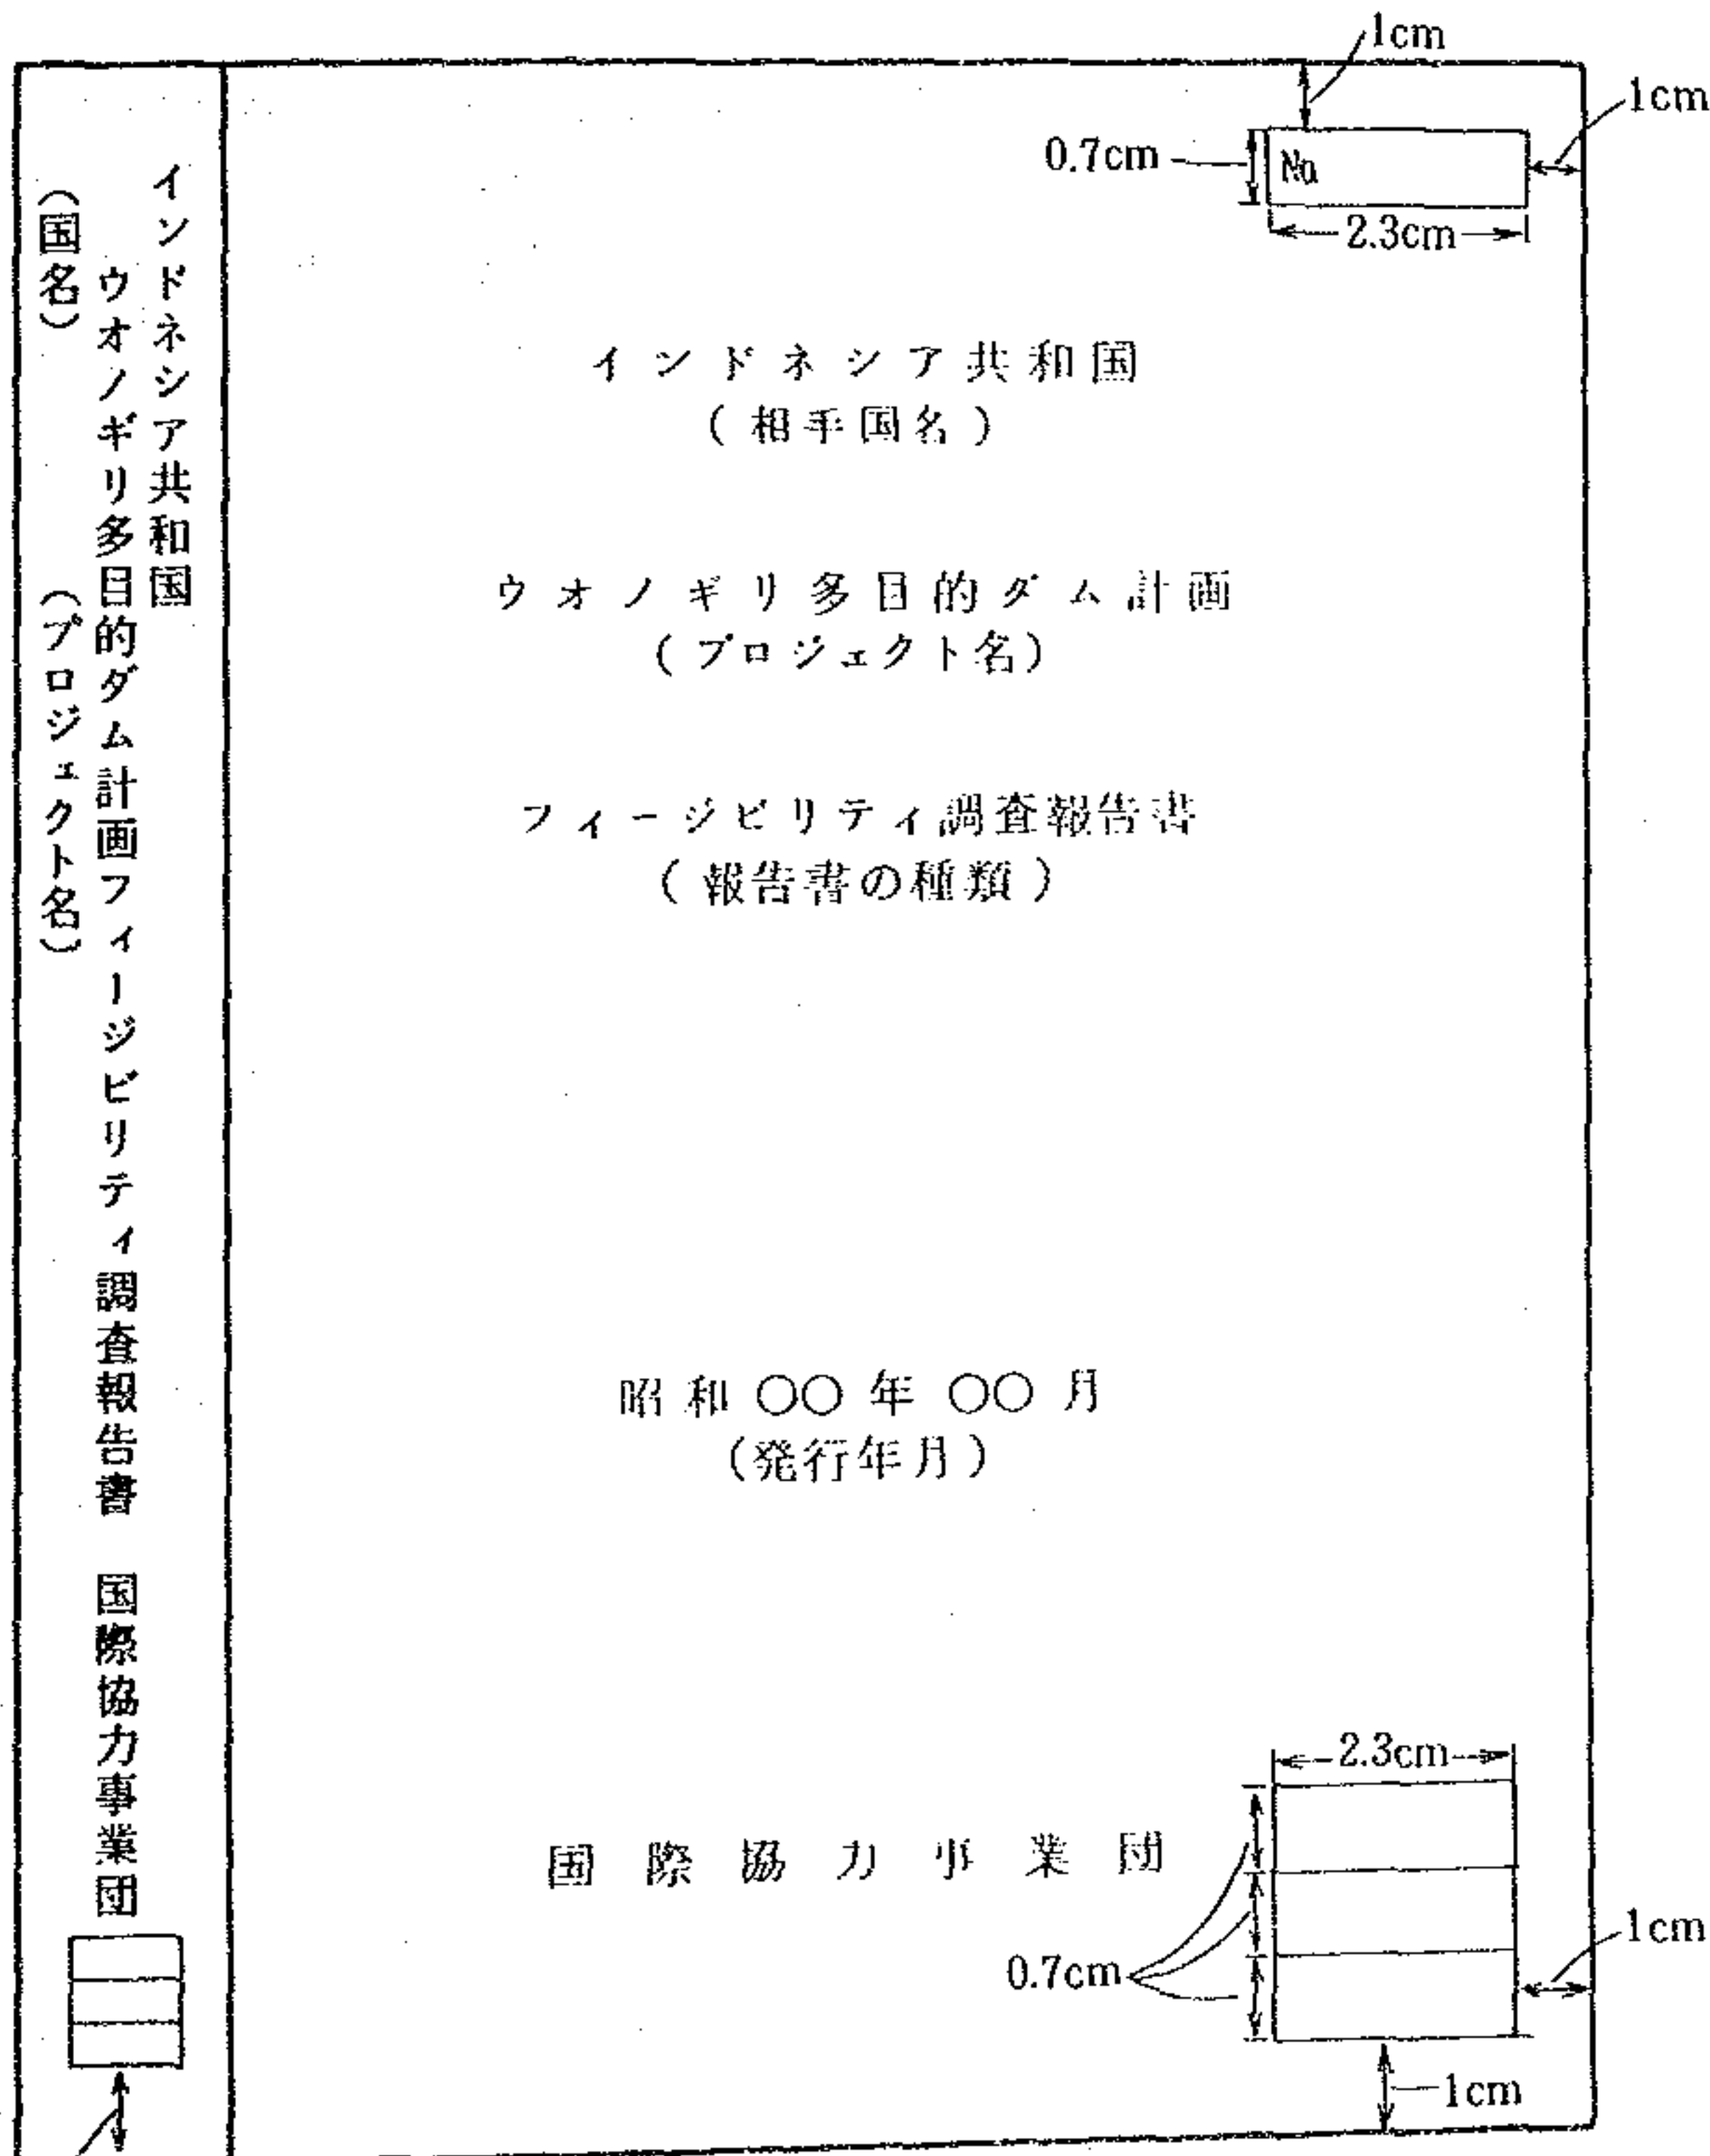 インドネシア共和国
ウオノギリ多目的ダム計画フィージビリティ調査報告書 国際協力事業団
(国名) (プロジェクト名)
1cm
1cm
0.7cm
No
2.3cm
インドネシア共和国
(相手国名)
ウオノギリ多目的ダム計画
(プロジェクト名)
フィージビリティ調査報告書
(報告書の種類)
昭和 ○○ 年 ○○ 月
(発行年月)
2.3cm
国際協力事業団
0.7cm
1cm
1cm